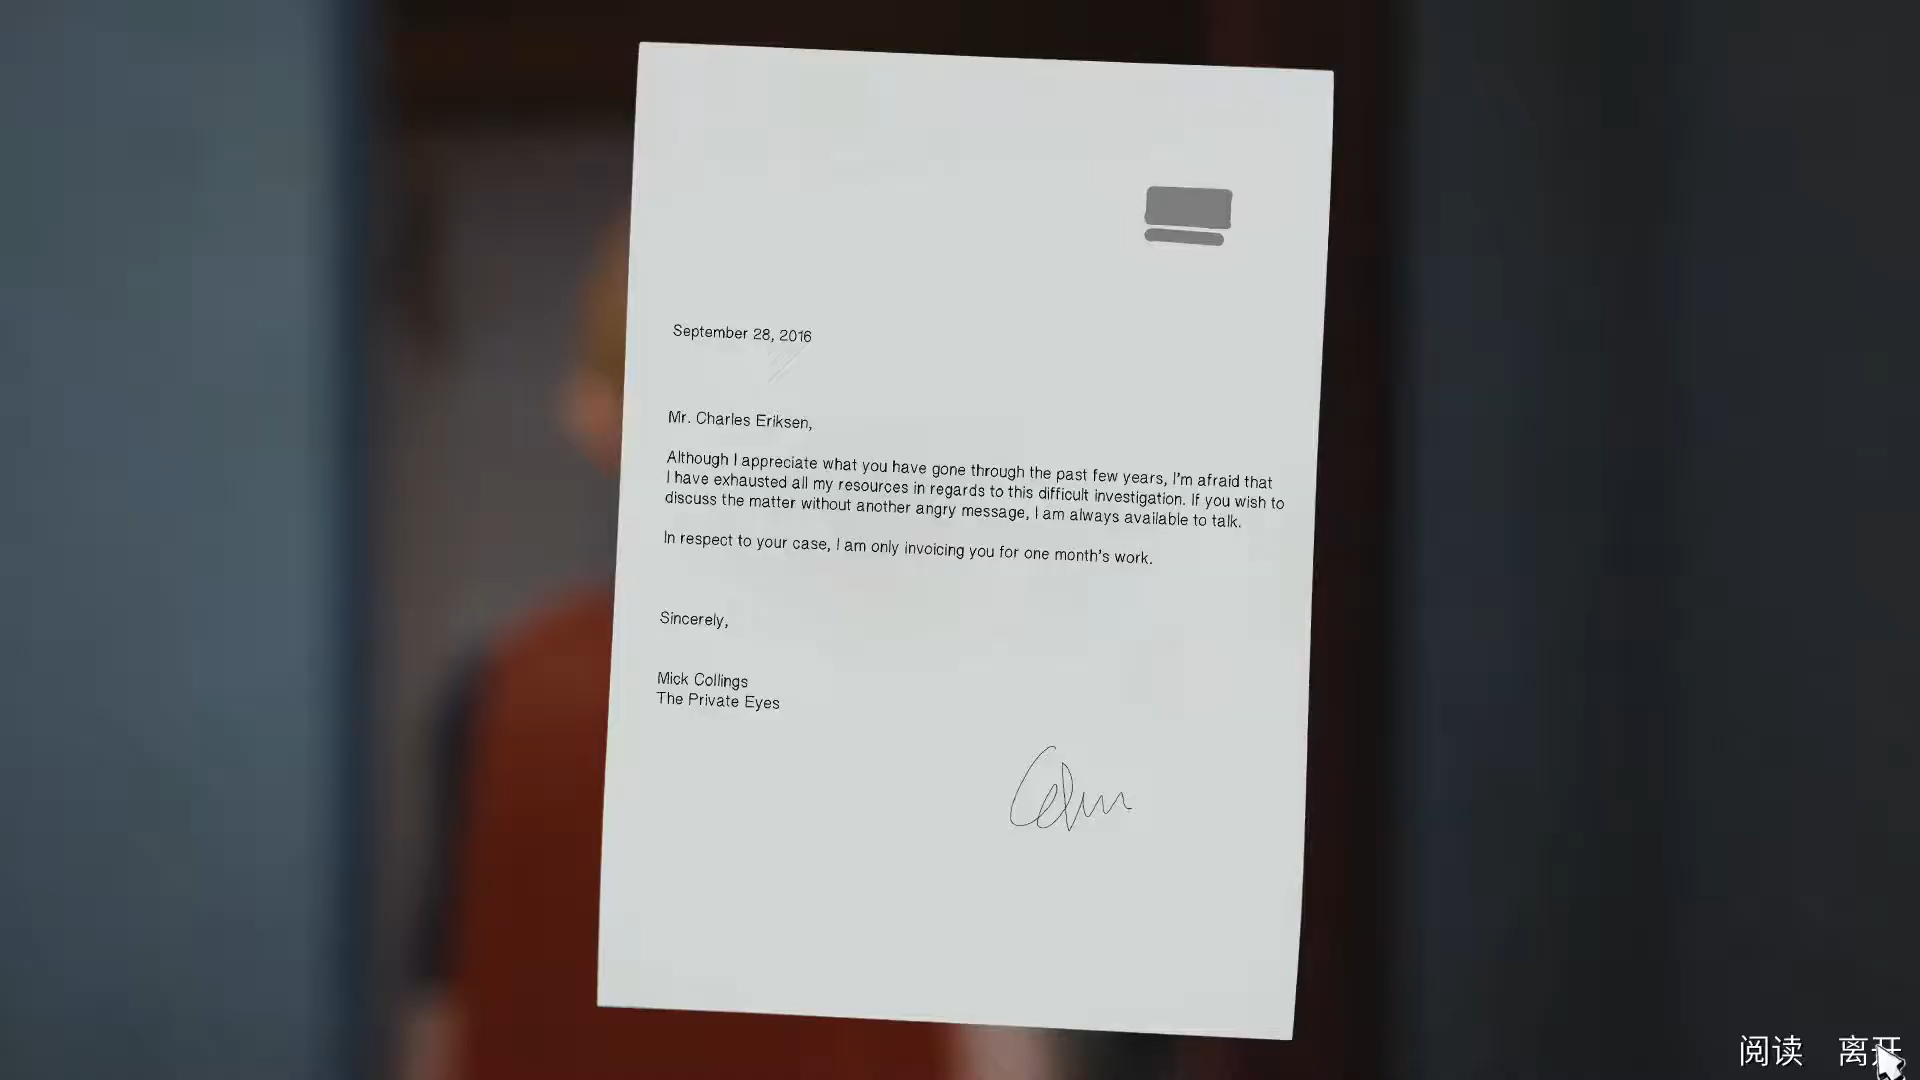 September 28, 2016
Mr. Charles Eriksen,
Although I appreciate what you have gone through the past few years, I'm afraid that
I have exhausted all my resources in regards to this difficult investigation. If you wish to
discuss the matter without another angry message, I am always available to talk.
In respect to your case, I am only invoicing you for one month's work.
Sincerely,
Mick Collings
The Private Eyes
阅读 离开